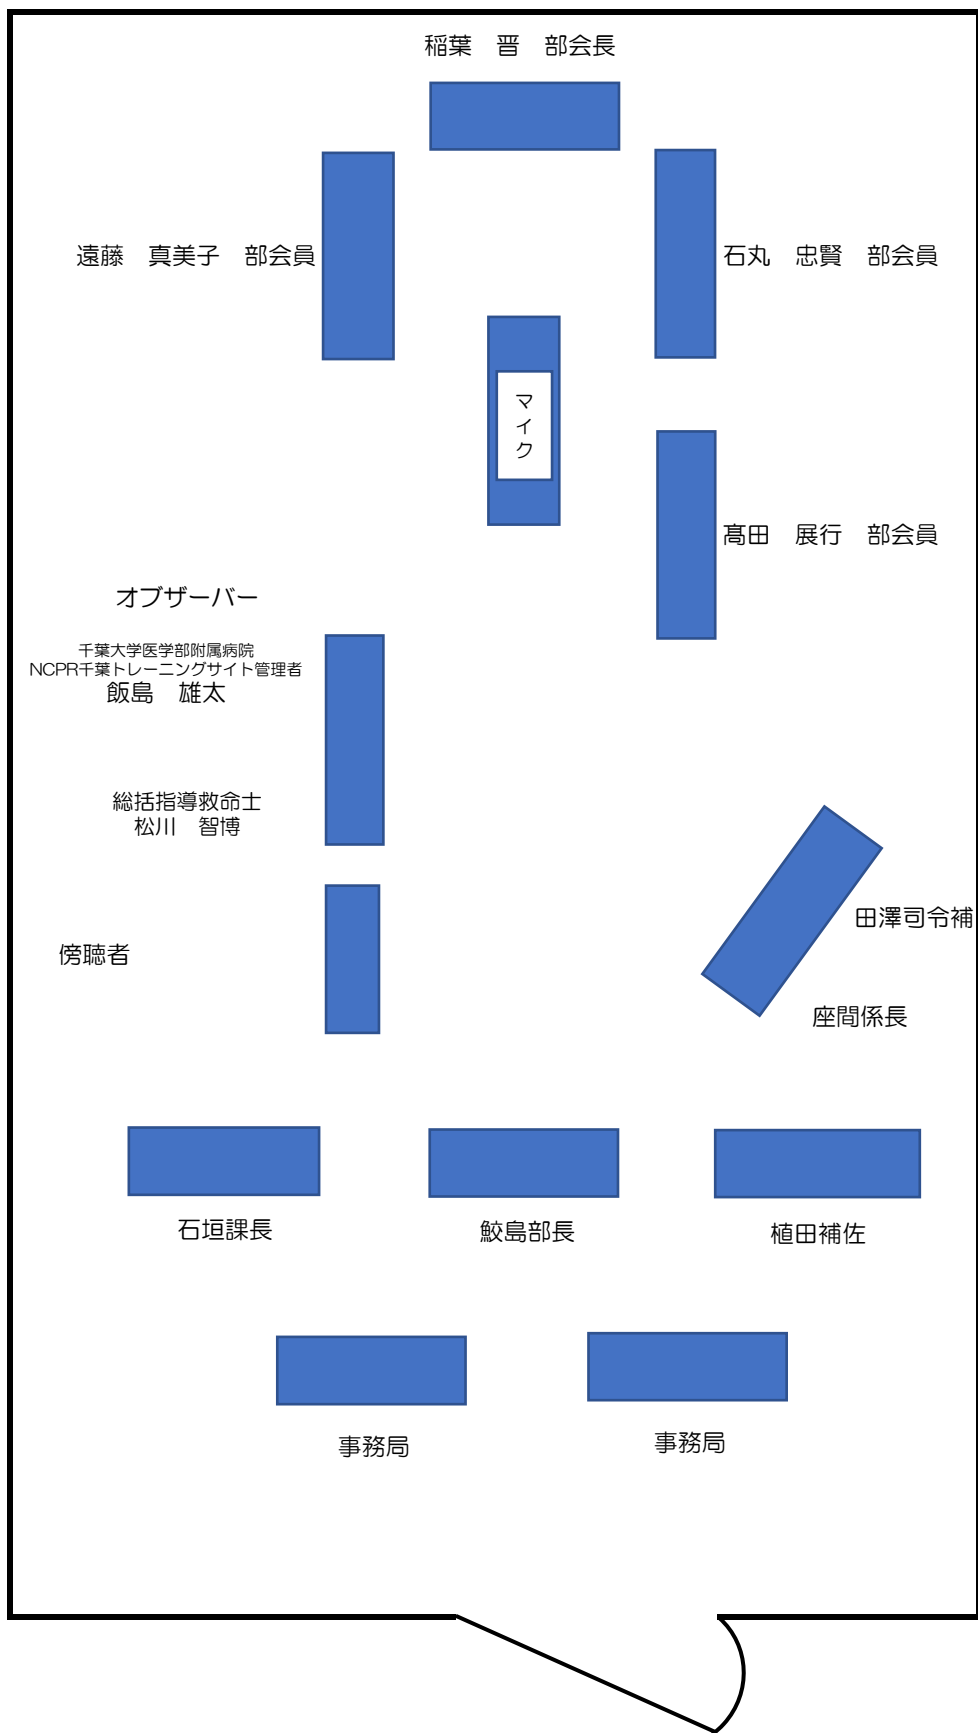 稲葉　晋　部会長
遠藤　真美子　部会員
石丸　忠賢　部会員
マイク
髙田　展行　部会員
オブザーバー
千葉大学医学部附属病院
NCPR千葉トレーニングサイト管理者
飯島　雄太
総括指導救命士
松川　智博
田澤司令補
傍聴者
座間係長
石垣課長
鮫島部長
植田補佐
事務局
事務局